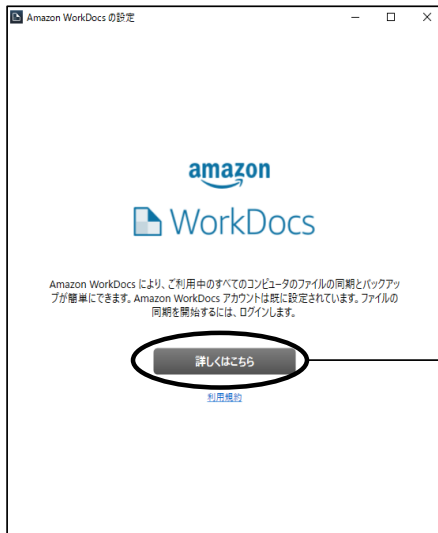 Amazon WorkDocs の設定
amazon
WorkDocs
Amazon WorkDocs により、ご利用中のすべてのコンピュータのファイルの同期とバックアッ
プが簡単にできます。Amazon WorkDocs アカウントは既に設定されています。ファイルの
同期を開始するには、ログインします。
詳しくはこちら
利用規約